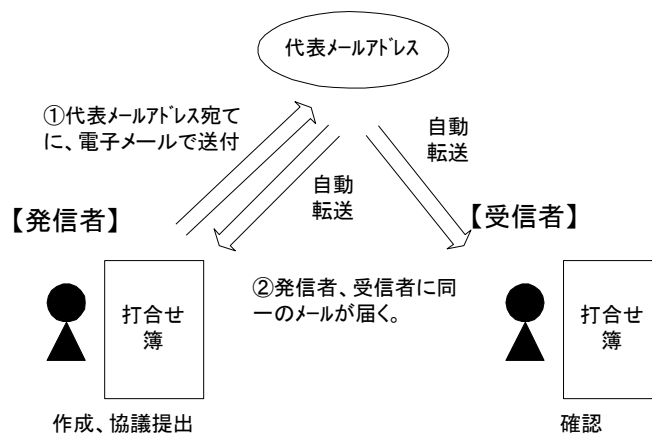 代表メールアドレス
①代表メールアドレス宛て
に、電子メールで送付
自動
転送
自動
転送
【発信者】
【受信者】
②発信者、受信者に同
一のメールが届く。
打合せ
簿
打合せ
簿
作成、協議提出
確認